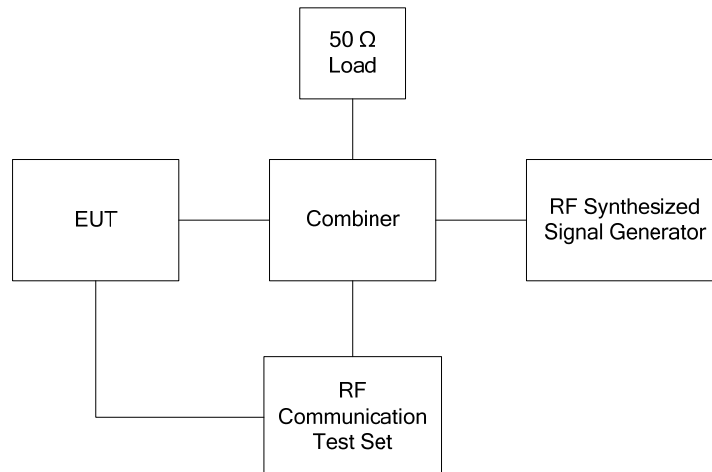 50 Ω
Load
EUT
Combiner
RF Synthesized
Signal Generator
RF
Communication
Test Set